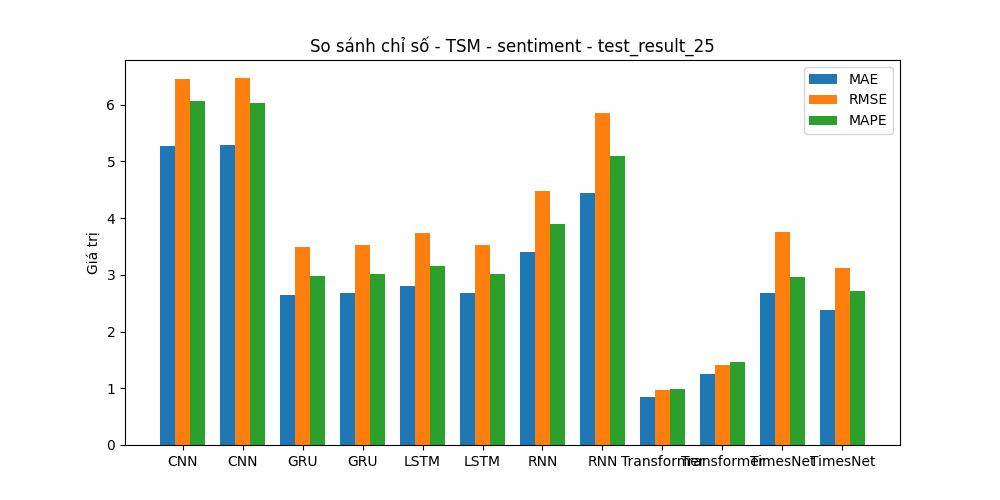 So sánh chỉ số - TSM - sentiment - test_result_25
MAE
RMSE
MAPE
Giá trị
6
5
4
3
2
1
0
CNN CNN GRU GRU LSTM LSTM RNN RNN Transformer Transformer TimesNet TimesNet